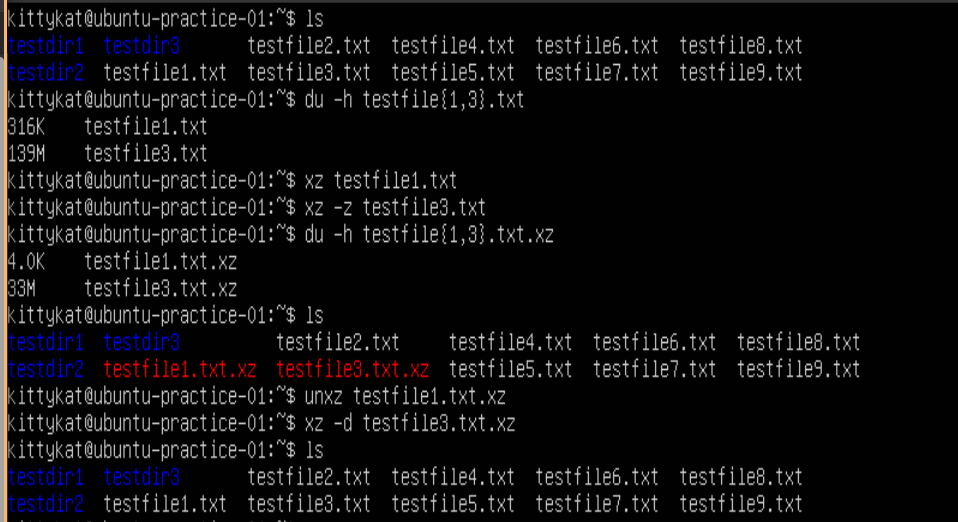 kittykat@ubuntu-practice-01:~$ ls
testdir1 testdir3 testfile2.txt testfile4.txt testfile6.txt testfile8.txt
testdir2 testfile1.txt testfile3.txt testfile5.txt testfile7.txt testfile9.txt
kittykat@ubuntu-practice-01:~$ du -h testfile{1,3}.txt
316K testfile1.txt
139M testfile3.txt
kittykat@ubuntu-practice-01:~$ xz testfile1.txt
kittykat@ubuntu-practice-01:~$ xz -z testfile3.txt
kittykat@ubuntu-practice-01:~$ du -h testfile{1,3}.txt.xz
4.0K testfile1.txt.xz
33M testfile3.txt.xz
kittykat@ubuntu-practice-01:~$ ls
testdir1 testdir3 testfile2.txt testfile4.txt testfile6.txt testfile8.txt
testdir2 testfile1.txt.xz testfile3.txt.xz testfile5.txt testfile7.txt testfile9.txt
kittykat@ubuntu-practice-01:~$ unxz testfile1.txt.xz
kittykat@ubuntu-practice-01:~$ xz -d testfile3.txt.xz
kittykat@ubuntu-practice-01:~$ ls
testdir1 testdir3 testfile2.txt testfile4.txt testfile6.txt testfile8.txt
testdir2 testfile1.txt testfile3.txt testfile5.txt testfile7.txt testfile9.txt